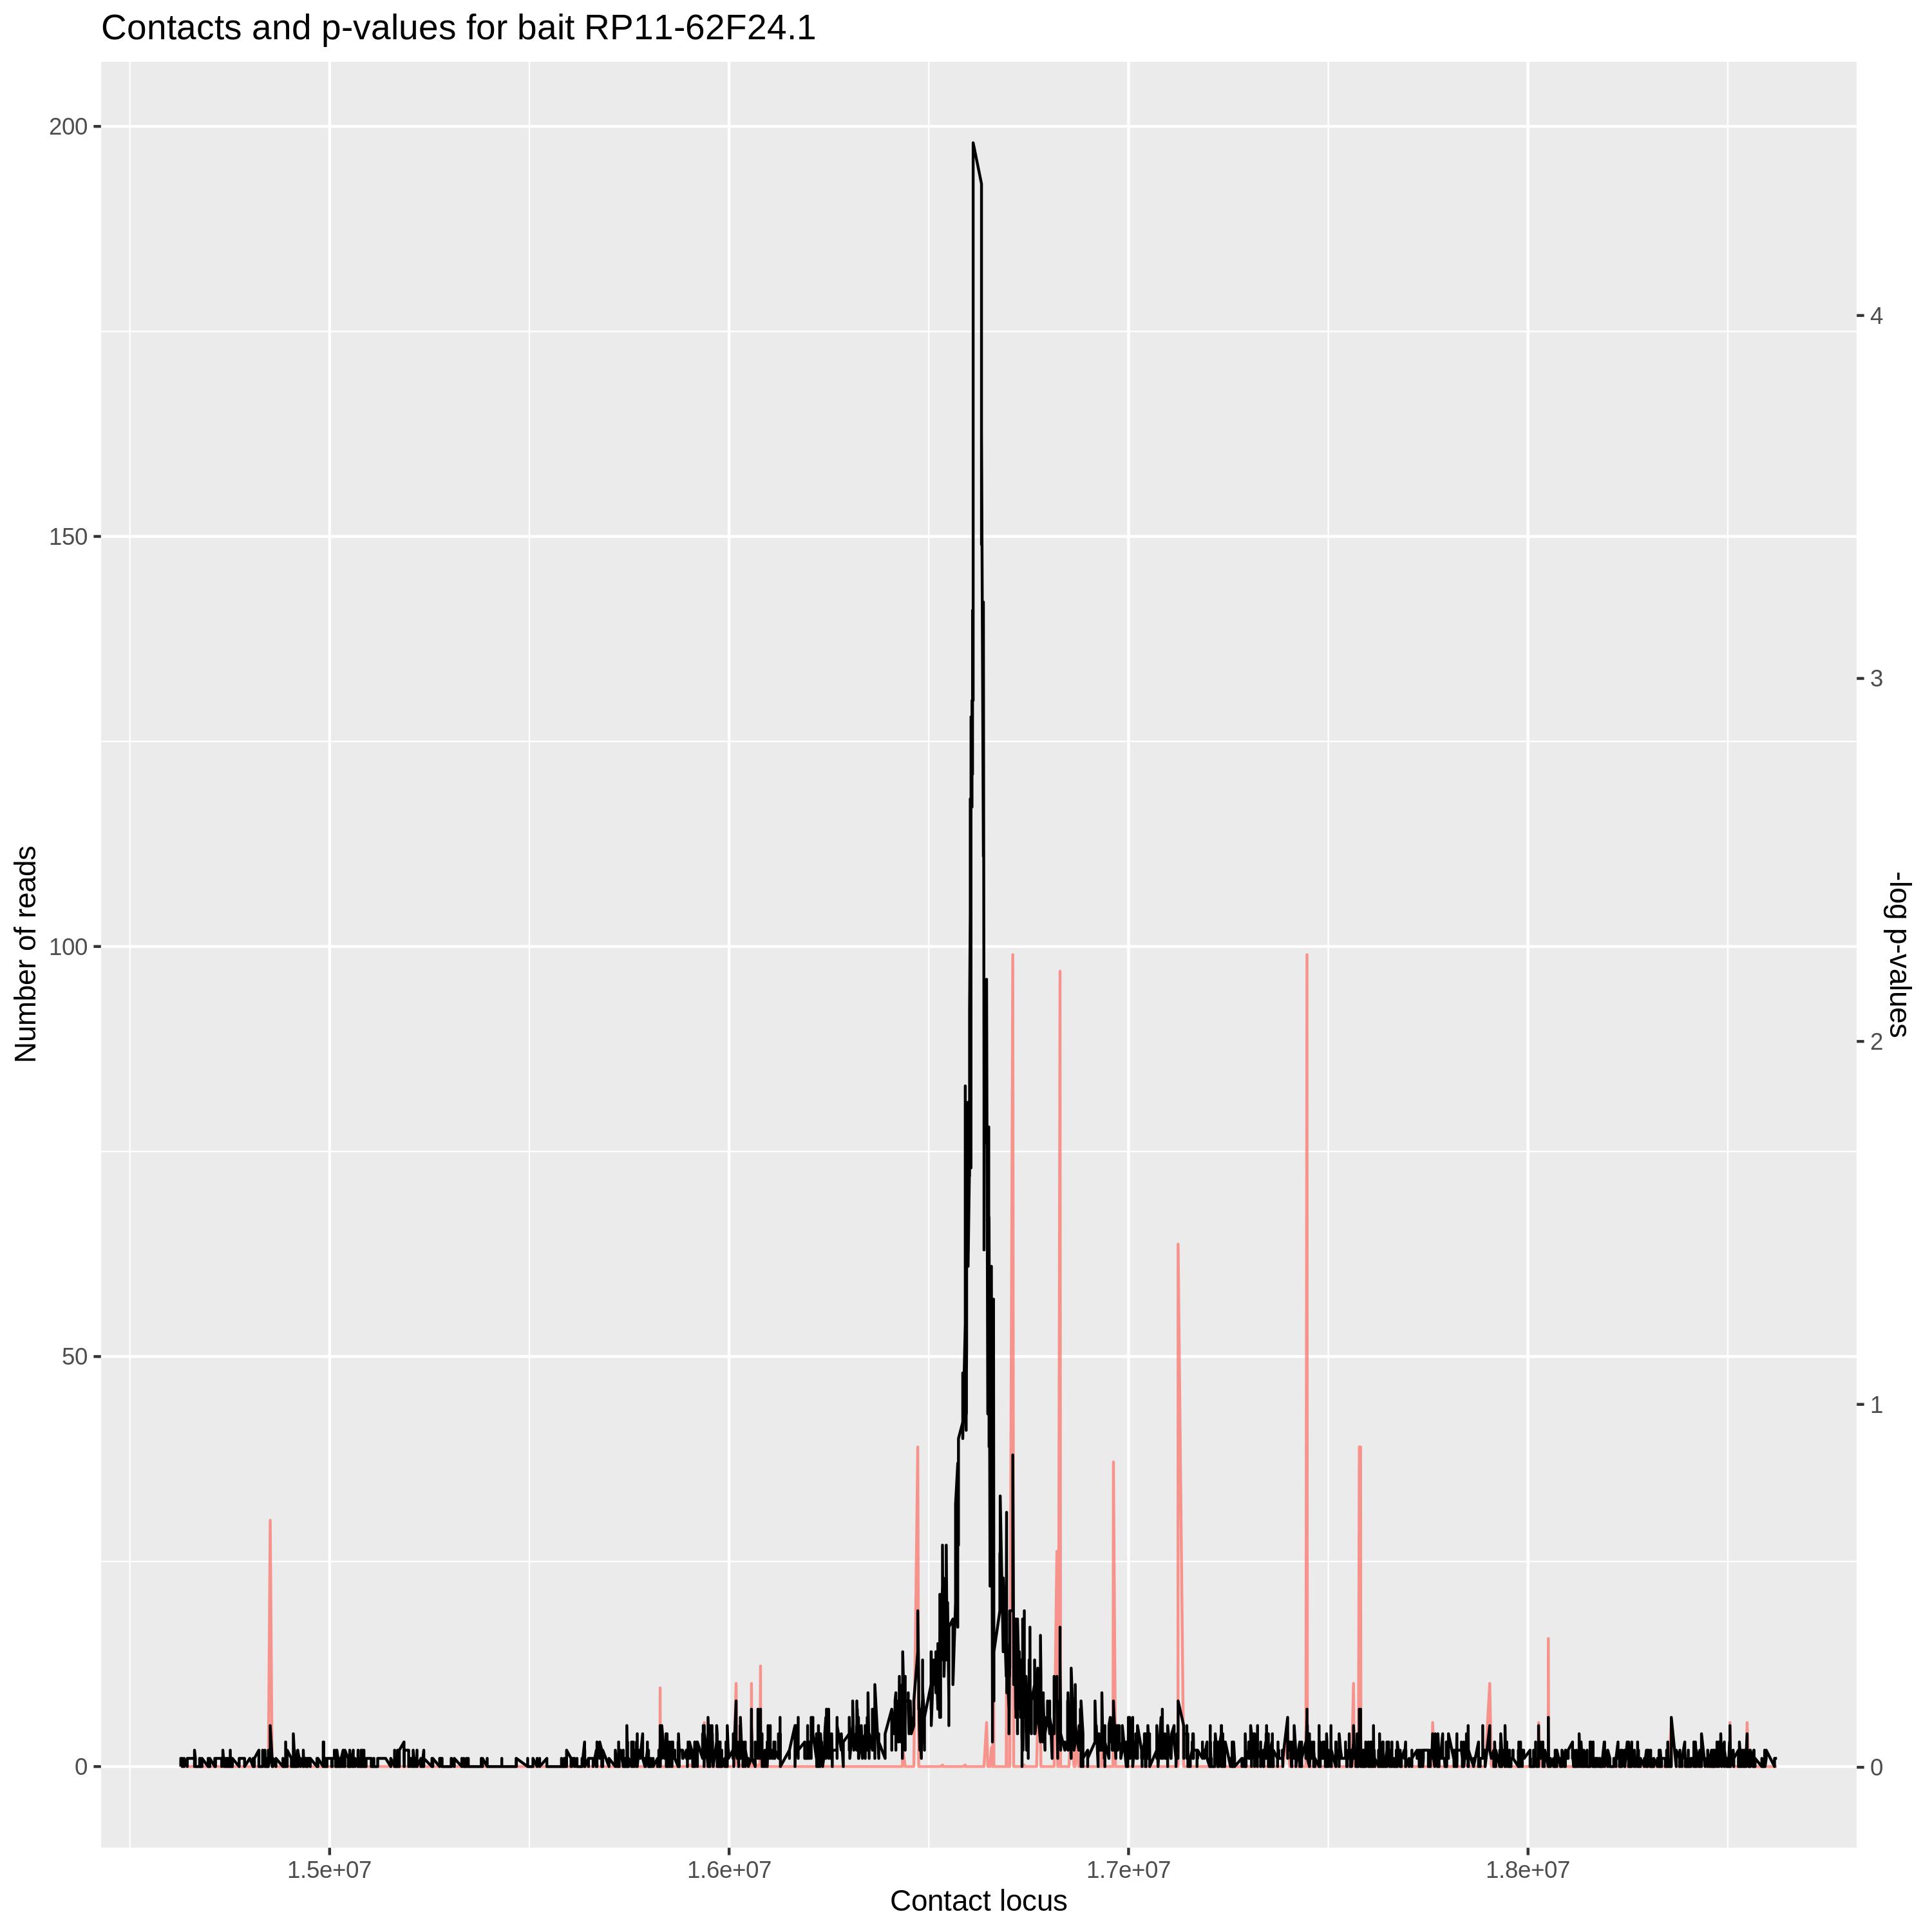 Contacts and p-values for bait RP11-62F24.1
200
150
100
50
0
Number of reads
4
3
2
1
0
-log p-values
1.5e+07
1.6e+07
1.7e+07
1.8e+07
Contact locus